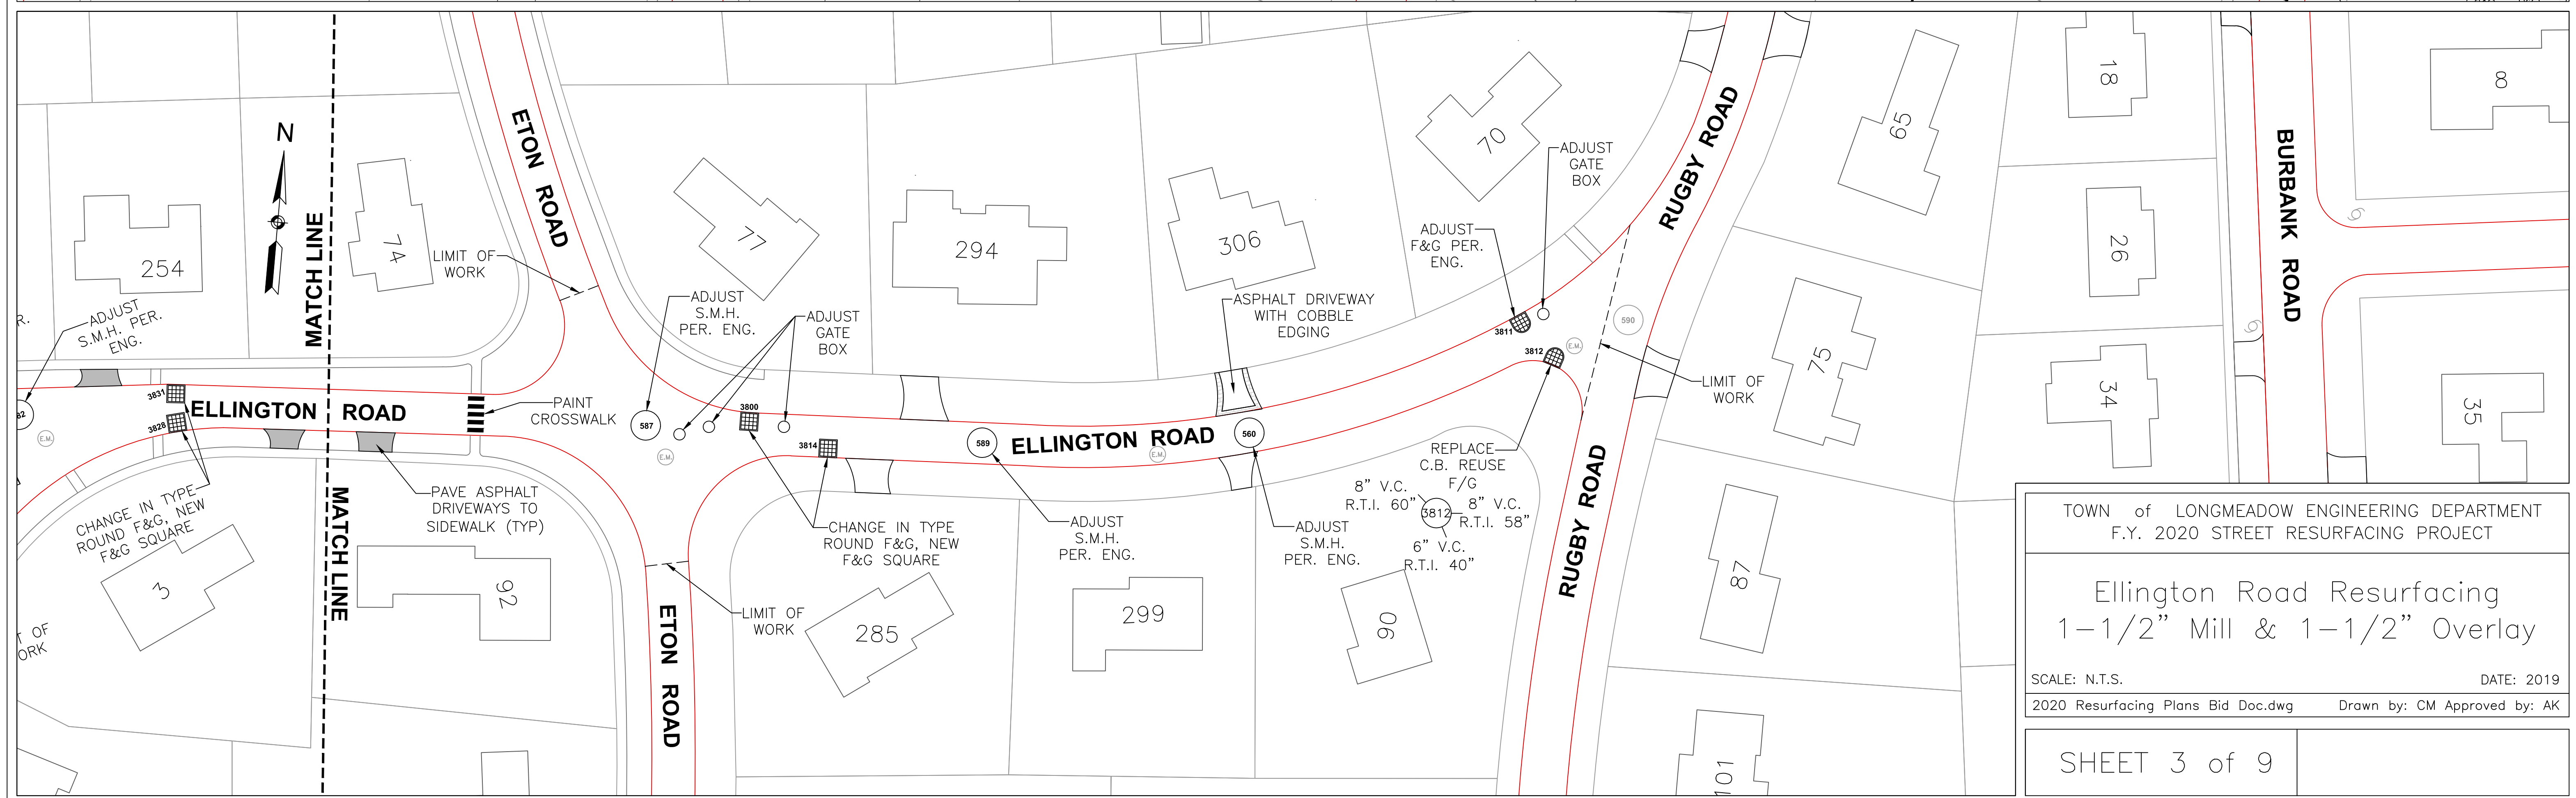 ETON ROAD
N
MATCH LINE
254
74
LIMIT OF
WORK
77
294
306
70
ADJUST
GATE
BOX
ADJUST
F&G PER.
ENG.
RUGBY ROAD
65
18
8
BURBANK ROAD
26
34
35
75
590
3811
3812
E.M.
LIMIT OF
WORK
ADJUST
S.M.H. PER.
ENG.
R.
82
E.M.
3831
3828
ELLINGTON ROAD
PAINT
CROSSWALK
ADJUST
S.M.H.
PER. ENG.
587
ADJUST
GATE
BOX
3800
3814
E.M.
589
ELLINGTON ROAD
E.M.
560
ASPHALT DRIVEWAY
WITH COBBLE
EDGING
REPLACE
C.B. REUSE
F/G
8" V.C.
R.T.I. 60"
3812
8" V.C.
R.T.I. 58"
6" V.C.
R.T.I. 40"
RUGBY ROAD
CHANGE IN TYPE
ROUND F&G, NEW
F&G SQUARE
MATCH LINE
PAVE ASPHALT
DRIVEWAYS TO
SIDEWALK (TYP)
CHANGE IN TYPE
ROUND F&G, NEW
F&G SQUARE
ADJUST
S.M.H.
PER. ENG.
ADJUST
S.M.H.
PER. ENG.
3
92
T OF
ORK
LIMIT OF
WORK
ETON ROAD
285
299
90
87
101
TOWN of LONGMEADOW ENGINEERING DEPARTMENT
F.Y. 2020 STREET RESURFACING PROJECT
Ellington Road Resurfacing
1-1/2" Mill & 1-1/2" Overlay
SCALE: N.T.S. DATE: 2019
2020 Resurfacing Plans Bid Doc.dwg Drawn by: CM Approved by: AK
SHEET 3 of 9